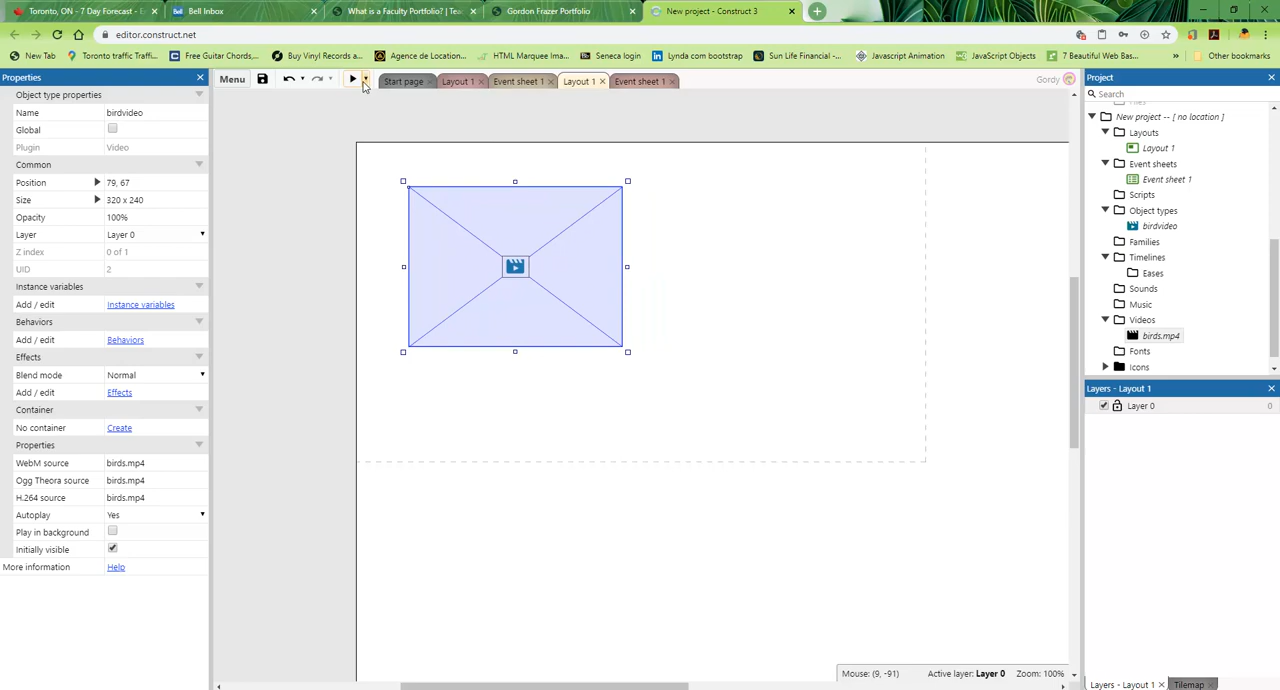 Toronto, ON - 7 Day Forecast - E
Bell Inbox
What is a Faculty Portfolio? | Tea
Gordon Frazer Portfolio
New project - Construct 3
editor.construct.net
New Tab
Toronto traffic Traffi...
Free Guitar Chords,...
Buy Vinyl Records a...
Agence de Location...
HTML Marquee Ima...
Seneca login
Lynda com bootstrap
Sun Life Financial -...
Javascript Animation
JavaScript Objects
7 Beautiful Web Bas...
»
Other bookmarks
Properties
Menu
Start page
Layout 1
Event sheet 1
Layout 1
Event sheet 1
Gordy
Project
Object type properties
Name birdvideo
Global
Plugin Video
Common
Position 79, 67
Size 320 x 240
Opacity 100%
Layer Layer 0
Z index 0 of 1
UID 2
Instance variables
Add / edit Instance variables
Behaviors
Add / edit Behaviors
Effects
Blend mode Normal
Add / edit Effects
Container
No container Create
Properties
WebM source birds.mp4
Ogg Theora source birds.mp4
H.264 source birds.mp4
Autoplay Yes
Play in background
Initially visible
More information Help
Search
New project -- [ no location ]
Layouts
Layout 1
Event sheets
Event sheet 1
Scripts
Object types
birdvideo
Families
Timelines
Eases
Sounds
Music
Videos
birds.mp4
Fonts
Icons
Layers - Layout 1
Layer 0 0
Mouse: (9, -91) Active layer: Layer 0 Zoom: 100%
Layers - Layout 1
Tilemap